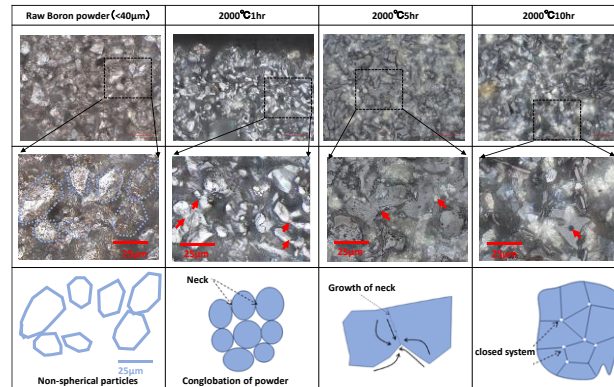 Raw Boron powder(<40μm)
2000℃1hr
2000℃5hr
2000℃10hr
25μm
25μm
25μm
25μm
Neck
Growth of neck
closed system
25μm
Non-spherical particles
Conglobation of powder